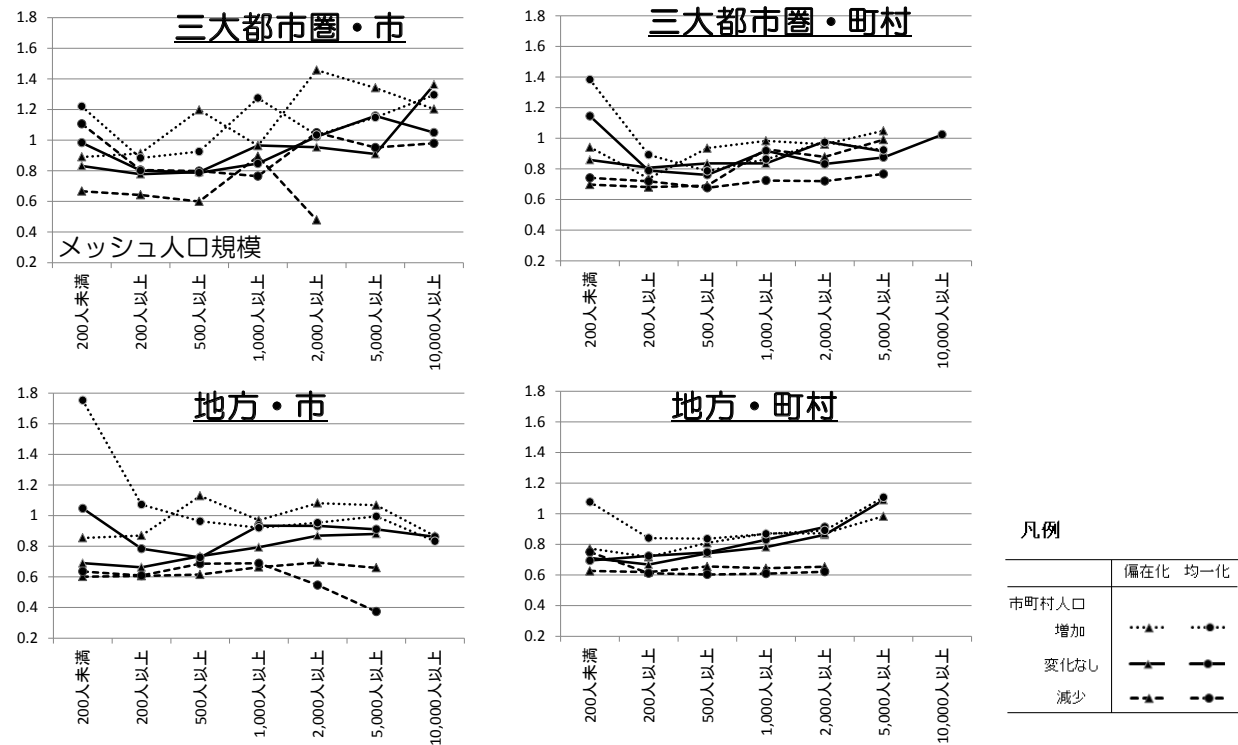 三大都市圏・市
1.8
1.6
1.4
1.2
1
0.8
0.6
0.4
0.2
メッシュ人口規模
200人未満
200人以上
500人以上
1,000人以上
2,000人以上
5,000人以上
10,000人以上
三大都市圏・町村
1.8
1.6
1.4
1.2
1
0.8
0.6
0.4
0.2
200人未満
200人以上
500人以上
1,000人以上
2,000人以上
5,000人以上
10,000人以上
地方・市
1.8
1.6
1.4
1.2
1
0.8
0.6
0.4
0.2
200人未満
200人以上
500人以上
1,000人以上
2,000人以上
5,000人以上
10,000人以上
地方・町村
1.8
1.6
1.4
1.2
1
0.8
0.6
0.4
0.2
200人未満
200人以上
500人以上
1,000人以上
2,000人以上
5,000人以上
10,000人以上
凡例
偏在化 均一化
市町村人口
増加
変化なし
減少